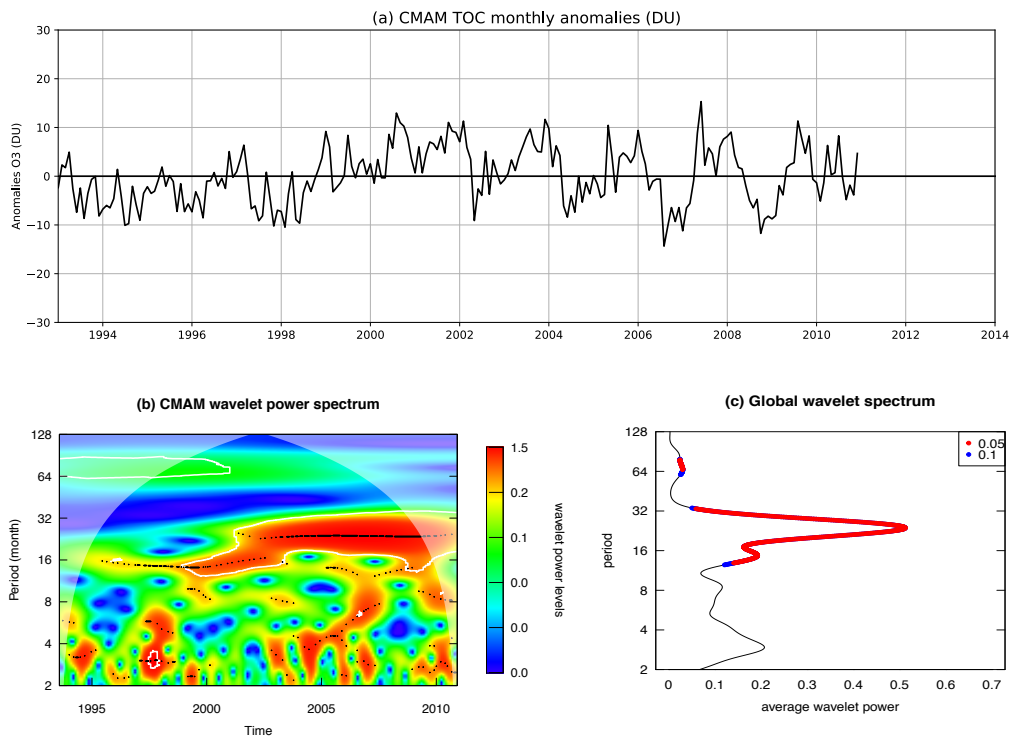 (a) CMAM TOC monthly anomalies (DU)
Anomalies O3 (DU)
30
20
10
0
−10
−20
−30
1994 1996 1998 2000 2002 2004 2006 2008 2010 2012 2014
(b) CMAM wavelet power spectrum
Period (month)
128
64
32
16
8
4
2
1995 2000 2005 2010
Time
1.5
0.2
0.1
0.0
0.0
0.0
wavelet power levels
(c) Global wavelet spectrum
period
128
64
32
16
8
4
2
0.05
0.1
0 0.1 0.2 0.3 0.4 0.5 0.6 0.7
average wavelet power